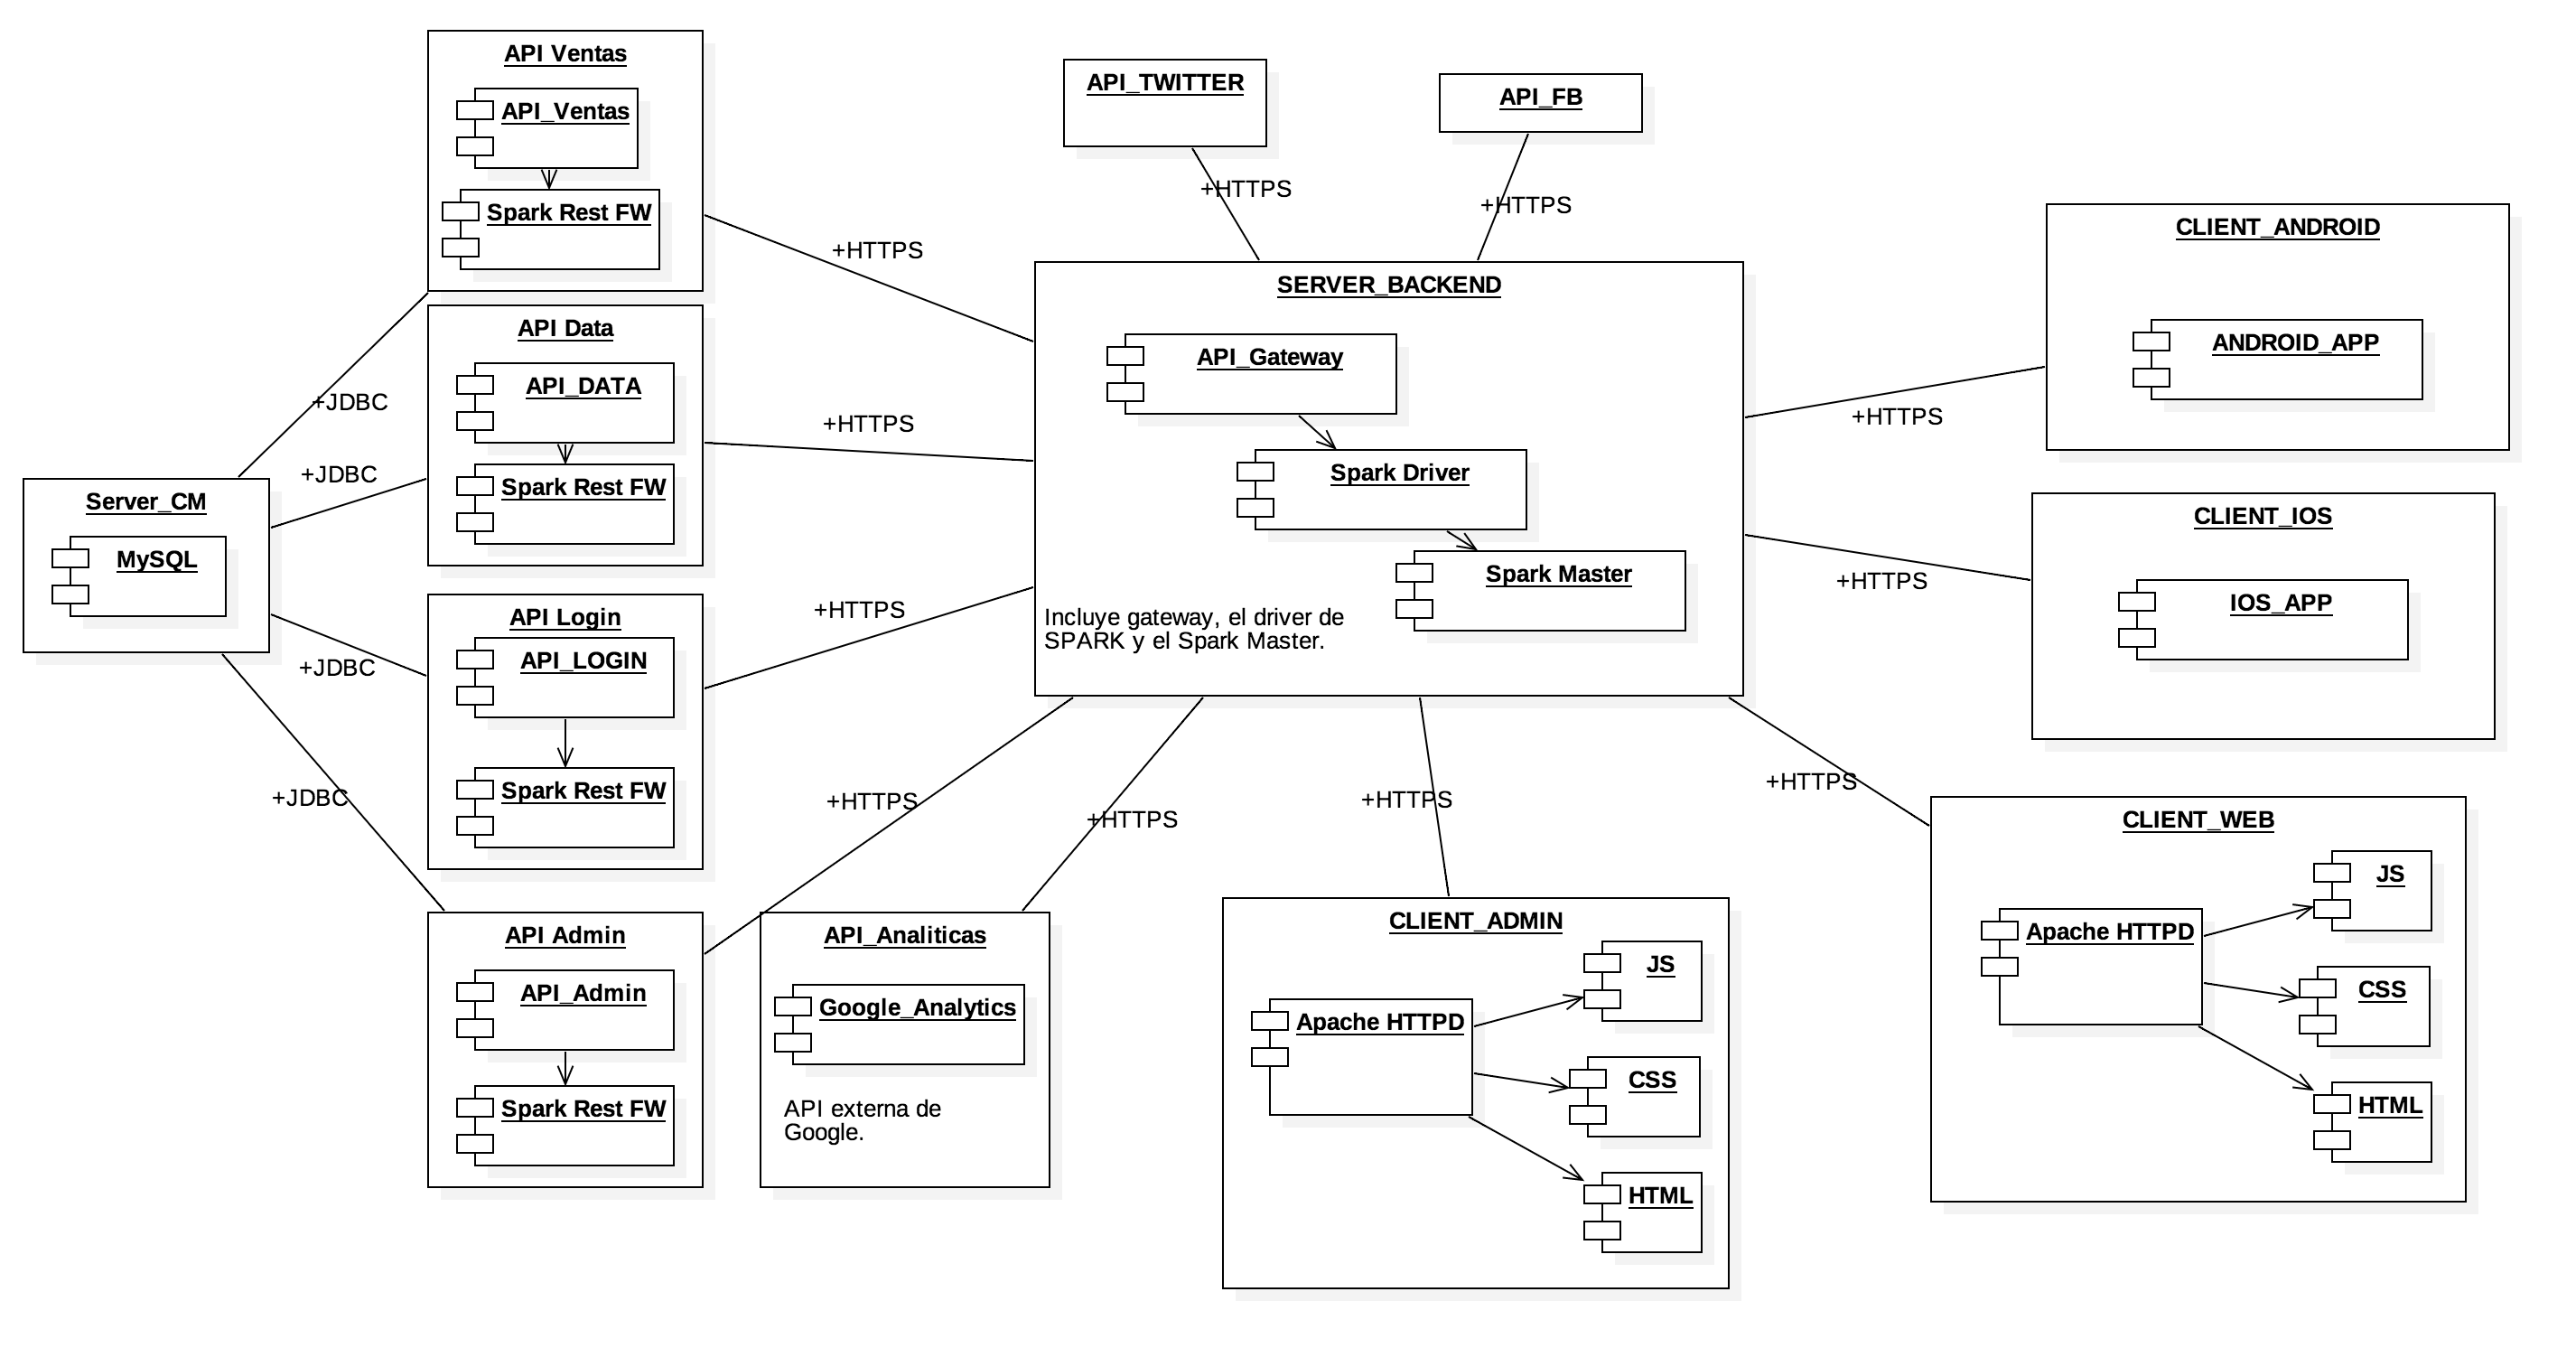 API Ventas
API_Ventas
Spark Rest FW
API_TWITTER
API_FB
+HTTPS
+HTTPS
+HTTPS
SERVER_BACKEND
API_Gateway
Spark Driver
Spark Master
Incluye gateway, el driver de
SPARK y el Spark Master.
CLIENT_ANDROID
ANDROID_APP
+HTTPS
CLIENT_IOS
IOS_APP
+HTTPS
API Data
API_DATA
Spark Rest FW
+HTTPS
+JDBC
+JDBC
Server_CM
MySQL
+JDBC
+JDBC
API Login
API_LOGIN
Spark Rest FW
+HTTPS
+HTTPS
+HTTPS
+HTTPS
+HTTPS
API Admin
API_Admin
Spark Rest FW
API_Analiticas
Google_Analytics
API externa de
Google.
CLIENT_ADMIN
Apache HTTPD
JS
CSS
HTML
CLIENT_WEB
Apache HTTPD
JS
CSS
HTML